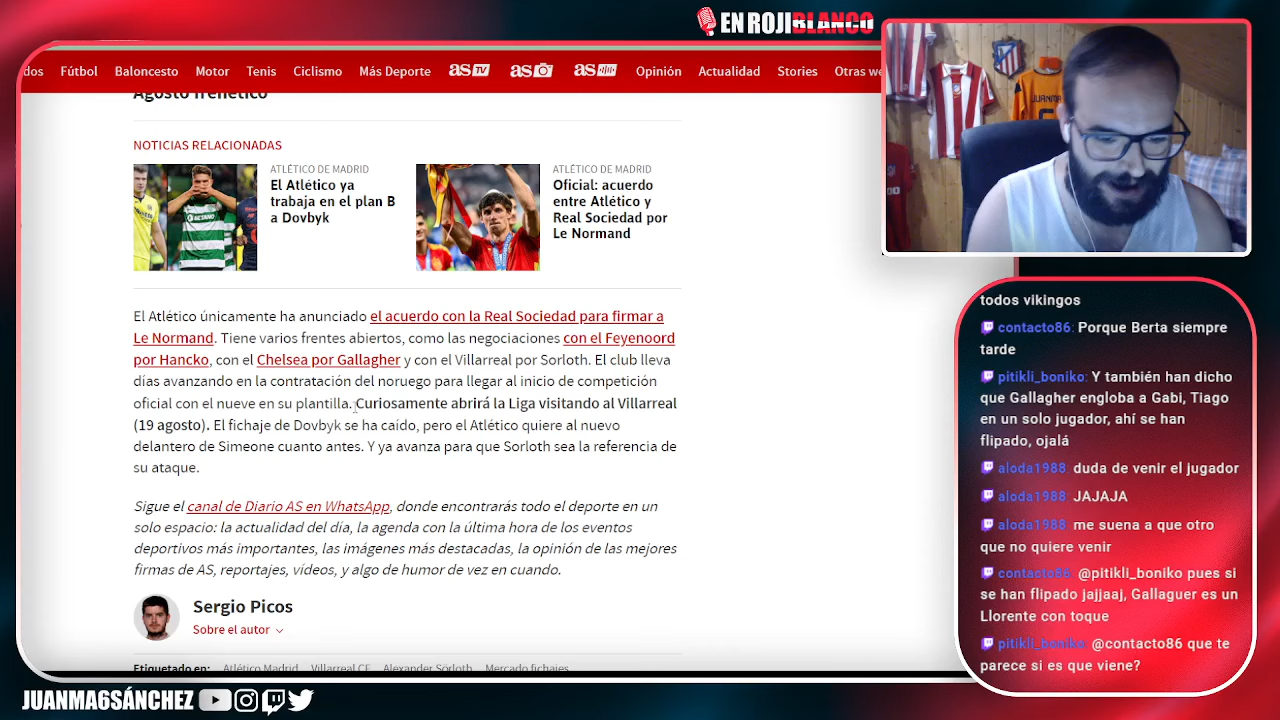 EN ROJIBLANCO
dos Fútbol Baloncesto Motor Tenis Ciclismo Más Deporte as TV as as Opinión Actualidad Stories Otras we
Agosto frenético
NOTICIAS RELACIONADAS
ATLÉTICO DE MADRID
El Atlético ya
trabaja en el plan B
a Dovbyk
ATLÉTICO DE MADRID
Oficial: acuerdo
entre Atlético y
Real Sociedad por
Le Normand
El Atlético únicamente ha anunciado el acuerdo con la Real Sociedad para firmar a
Le Normand. Tiene varios frentes abiertos, como las negociaciones con el Feyenoord
por Hancko, con el Chelsea por Gallagher y con el Villarreal por Sorloth. El club lleva
días avanzando en la contratación del noruego para llegar al inicio de competición
oficial con el nueve en su plantilla. Curiosamente abrirá la Liga visitando al Villarreal
(19 agosto). El fichaje de Dovbyk se ha caído, pero el Atlético quiere al nuevo
delantero de Simeone cuanto antes. Y ya avanza para que Sorloth sea la referencia de
su ataque.
Sigue el canal de Diario AS en WhatsApp, donde encontrarás todo el deporte en un
solo espacio: la actualidad del día, la agenda con la última hora de los eventos
deportivos más importantes, las imágenes más destacadas, la opinión de las mejores
firmas de AS, reportajes, vídeos, y algo de humor de vez en cuando.
Sergio Picos
Sobre el autor
Etiquetado en: Atlético Madrid Villarreal CF Alexander Sörloth Mercado fichajes
JUANMA
todos vikingos
contacto86: Porque Berta siempre
tarde
pitikli_boniko: Y también han dicho
que Gallagher engloba a Gabi, Tiago
en un solo jugador, ahí se han
flipado, ojalá
aloda1988: duda de venir el jugador
aloda1988: JAJAJA
aloda1988: me suena a que otro
que no quiere venir
contacto86: @pitikli_boniko pues si
se han flipado jajjaaj, Gallaguer es un
Llorente con toque
pitikli_boniko: @contacto86 que te
parece si es que viene?
JUANMA6SÁNCHEZ